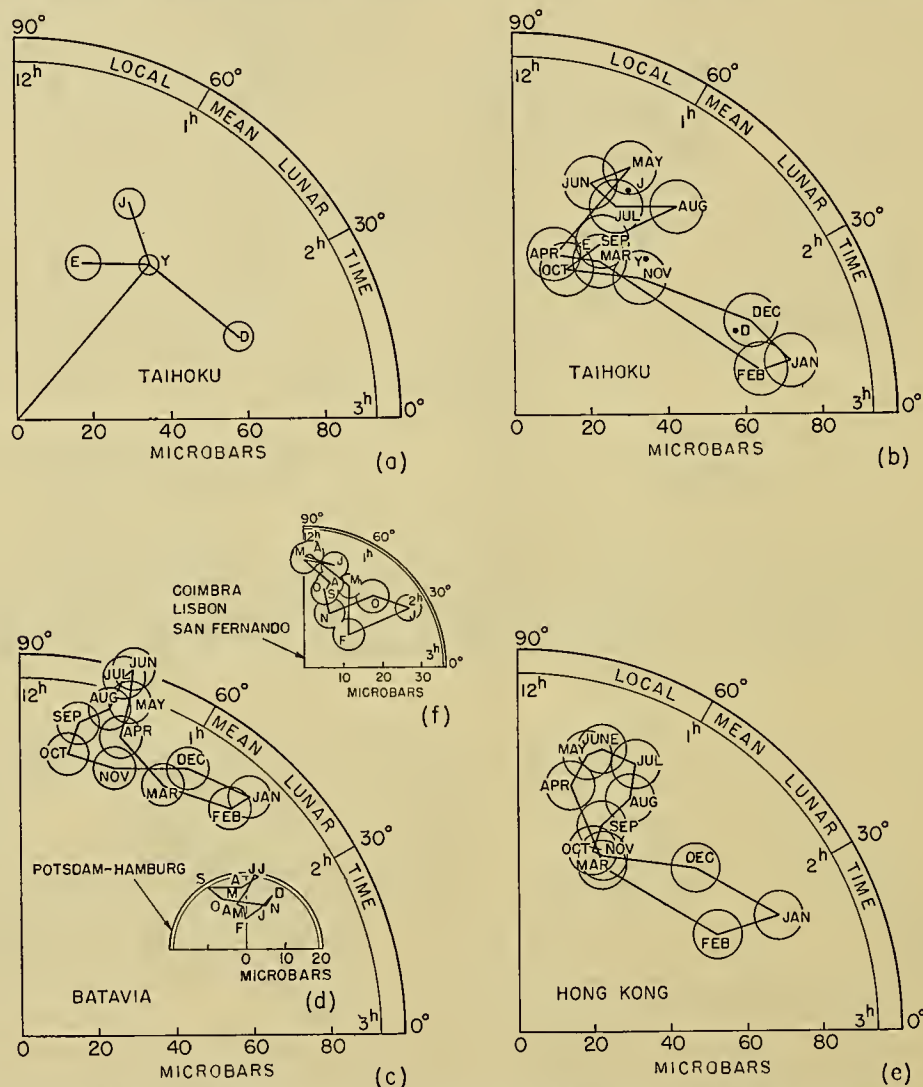 90°
12ʰ
LOCAL
60°
1ʰ
MEAN
LUNAR
2ʰ
30°
TIME
J
E
Y
D
TAIHOKU
3ʰ
0°
0 20 40 60 80
MICROBARS
(a)
90°
12ʰ
LOCAL
60°
1ʰ
MEAN
LUNAR
2ʰ
30°
TIME
MAY
JUN
J
JUL
AUG
E
SEP
APR
MAR
Y
OCT
NOV
DEC
D
JAN
FEB
TAIHOKU
3ʰ
0°
0 20 40 60 80
MICROBARS
(b)
90°
12ʰ
60°
1ʰ
M
A
J
A
M
O
S
O
N
F
2ʰ
J
30°
3ʰ
0°
COIMBRA
LISBON
SAN FERNANDO
10 20 30
MICROBARS
(f)
90°
12ʰ
60°
1ʰ
MEAN
LUNAR
2ʰ
30°
TIME
JUL
JUN
AUG
MAY
SEP
APR
OCT
NOV
DEC
MAR
JAN
FEB
POTSDAM-HAMBURG
S
A
JJ
M
D
O
AM
N
F
J
0 10 20
MICROBARS
(d)
BATAVIA
3ʰ
0°
0 20 40 60 80
MICROBARS
(c)
90°
12ʰ
LOCAL
60°
1ʰ
MEAN
LUNAR
2ʰ
30°
TIME
MAY
JUNE
JUL
APR
AUG
SEP
OCT
NOV
MAR
DEC
JAN
FEB
HONG KONG
3ʰ
0°
0 20 40 60 80
MICROBARS
(e)